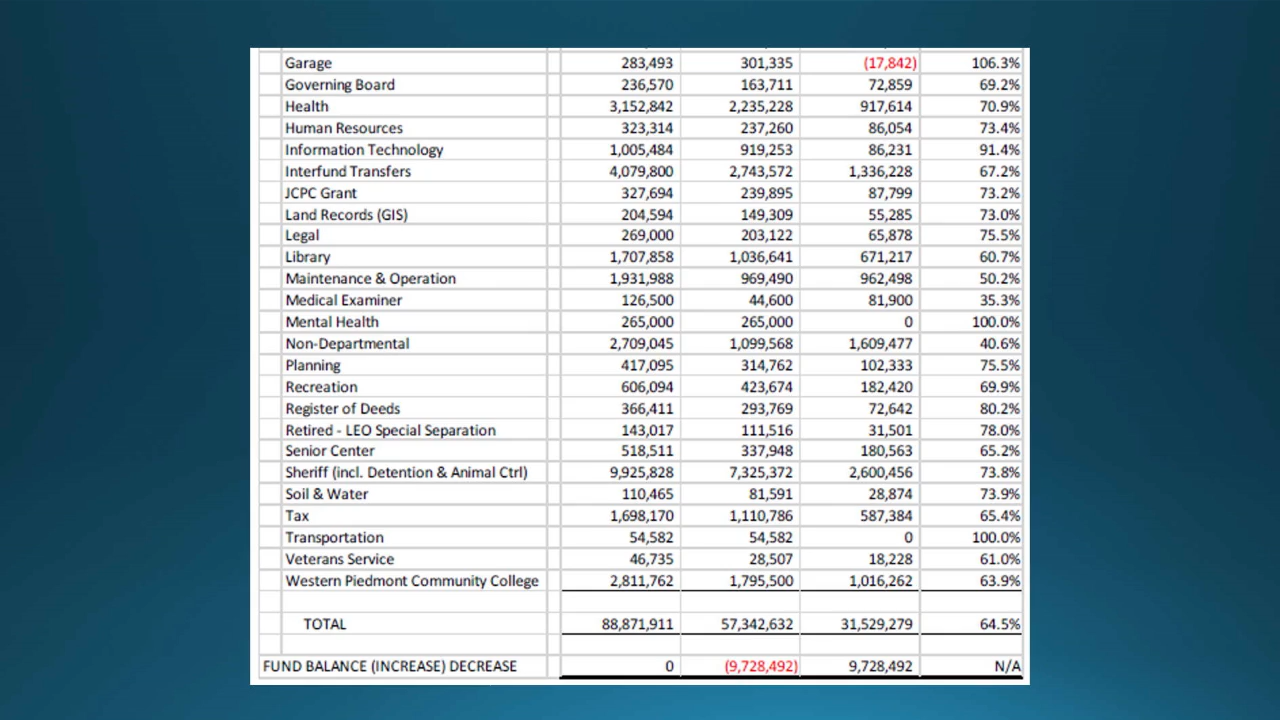 Garage 283,493 301,335 (17,842) 106.3%
Governing Board 236,570 163,711 72,859 69.2%
Health 3,152,842 2,235,228 917,614 70.9%
Human Resources 323,314 237,260 86,054 73.4%
Information Technology 1,005,484 919,253 86,231 91.4%
Interfund Transfers 4,079,800 2,743,572 1,336,228 67.2%
JCPC Grant 327,694 239,895 87,799 73.2%
Land Records (GIS) 204,594 149,309 55,285 73.0%
Legal 269,000 203,122 65,878 75.5%
Library 1,707,858 1,036,641 671,217 60.7%
Maintenance & Operation 1,931,988 969,490 962,498 50.2%
Medical Examiner 126,500 44,600 81,900 35.3%
Mental Health 265,000 265,000 0 100.0%
Non-Departmental 2,709,045 1,099,568 1,609,477 40.6%
Planning 417,095 314,762 102,333 75.5%
Recreation 606,094 423,674 182,420 69.9%
Register of Deeds 366,411 293,769 72,642 80.2%
Retired - LEO Special Separation 143,017 111,516 31,501 78.0%
Senior Center 518,511 337,948 180,563 65.2%
Sheriff (incl. Detention & Animal Ctrl) 9,925,828 7,325,372 2,600,456 73.8%
Soil & Water 110,465 81,591 28,874 73.9%
Tax 1,698,170 1,110,786 587,384 65.4%
Transportation 54,582 54,582 0 100.0%
Veterans Service 46,735 28,507 18,228 61.0%
Western Piedmont Community College 2,811,762 1,795,500 1,016,262 63.9%
TOTAL 88,871,911 57,342,632 31,529,279 64.5%
FUND BALANCE (INCREASE) DECREASE 0 (9,728,492) 9,728,492 N/A